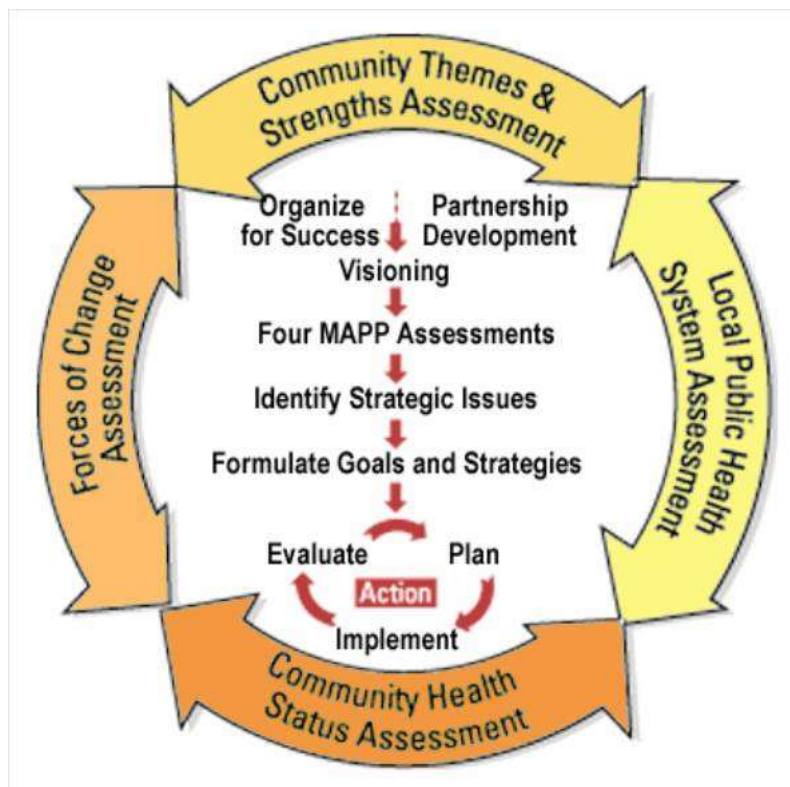 Community Themes &
Strengths Assessment
Organize
for Success
Partnership
Development
Visioning
Four MAPP Assessments
Identify Strategic Issues
Formulate Goals and Strategies
Evaluate
Plan
Action
Implement
Forces of Change
Assessment
Local Public Health
System Assessment
Community Health
Status Assessment